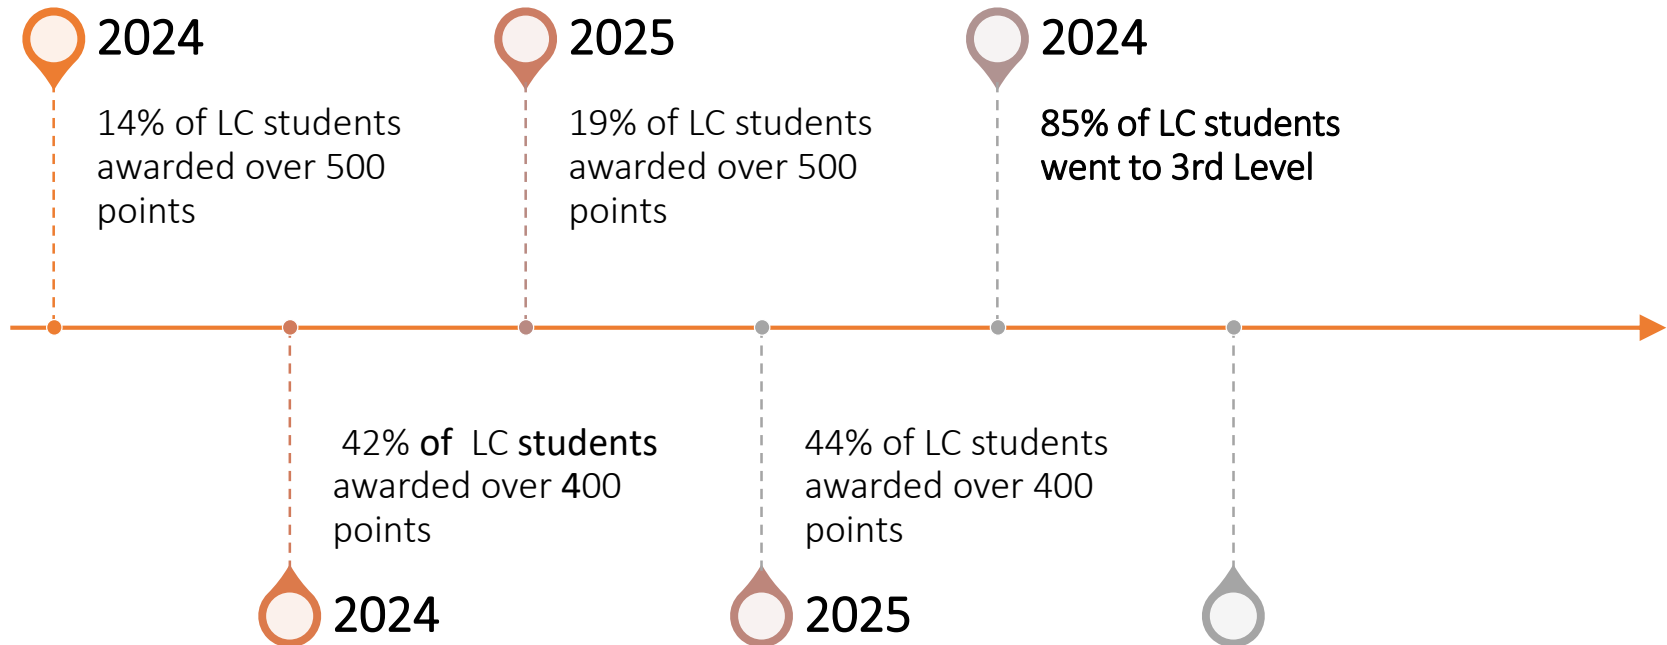 2024
14% of LC students
awarded over 500
points
42% of LC students
awarded over 400
points
2024
2025
19% of LC students
awarded over 500
points
44% of LC students
awarded over 400
points
2025
2024
85% of LC students
went to 3rd Level